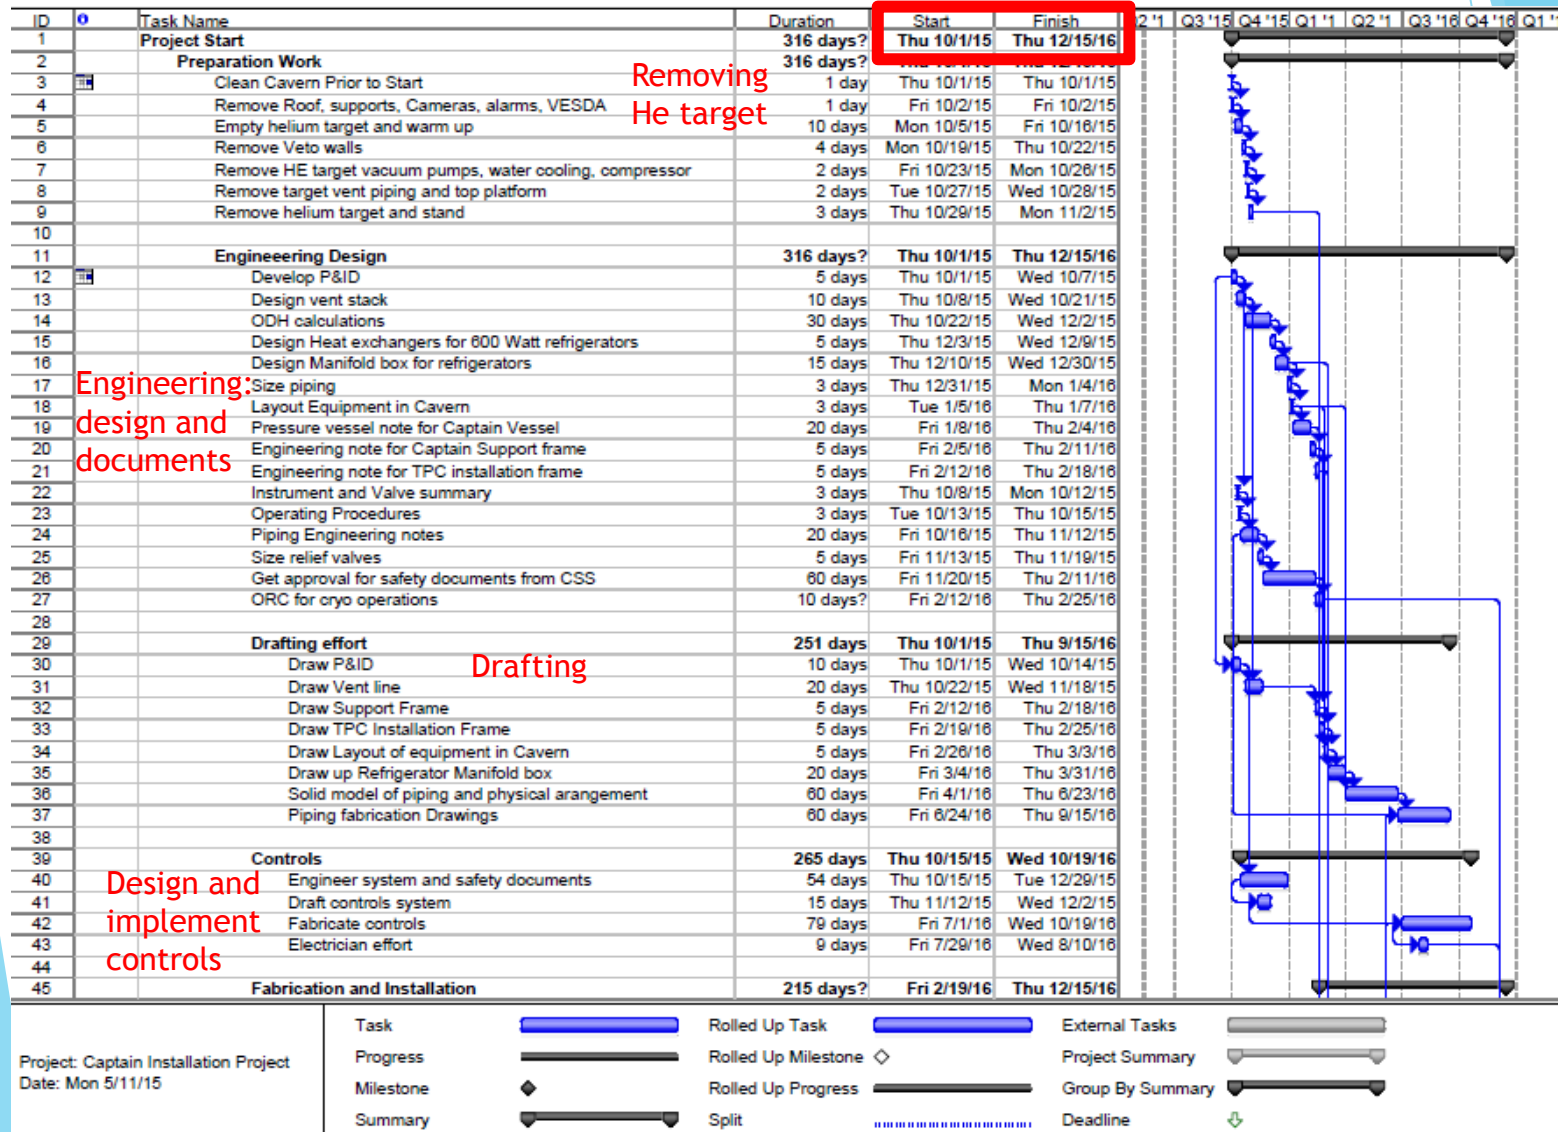 ID Task Name Duration Start Finish 2 '1 Q3 '15 Q4 '15 Q1 '1 Q2 '1 Q3 '16 Q4 '16 Q1 '1
1 Project Start 316 days? Thu 10/1/15 Thu 12/15/16
2 Preparation Work 316 days?
3 Clean Cavern Prior to Start 1 day Thu 10/1/15 Thu 10/1/15
Removing
He target
4 Remove Roof, supports, Cameras, alarms, VESDA 1 day Fri 10/2/15 Fri 10/2/15
5 Empty helium target and warm up 10 days Mon 10/5/15 Fri 10/16/15
6 Remove Veto walls 4 days Mon 10/19/15 Thu 10/22/15
7 Remove HE target vacuum pumps, water cooling, compressor 2 days Fri 10/23/15 Mon 10/26/15
8 Remove target vent piping and top platform 2 days Tue 10/27/15 Wed 10/28/15
9 Remove helium target and stand 3 days Thu 10/29/15 Mon 11/2/15
10
11 Engineeering Design 316 days? Thu 10/1/15 Thu 12/15/16
12 Develop P&ID 5 days Thu 10/1/15 Wed 10/7/15
13 Design vent stack 10 days Thu 10/8/15 Wed 10/21/15
14 ODH calculations 30 days Thu 10/22/15 Wed 12/2/15
15 Design Heat exchangers for 600 Watt refrigerators 5 days Thu 12/3/15 Wed 12/9/15
16 Design Manifold box for refrigerators 15 days Thu 12/10/15 Wed 12/30/15
Engineering:
design and
documents
17 Size piping 3 days Thu 12/31/15 Mon 1/4/16
18 Layout Equipment in Cavern 3 days Tue 1/5/16 Thu 1/7/16
19 Pressure vessel note for Captain Vessel 20 days Fri 1/8/16 Thu 2/4/16
20 Engineering note for Captain Support frame 5 days Fri 2/5/16 Thu 2/11/16
21 Engineering note for TPC installation frame 5 days Fri 2/12/16 Thu 2/18/16
22 Instrument and Valve summary 3 days Thu 10/8/15 Mon 10/12/15
23 Operating Procedures 3 days Tue 10/13/15 Thu 10/15/15
24 Piping Engineering notes 20 days Fri 10/16/15 Thu 11/12/15
25 Size relief valves 5 days Fri 11/13/15 Thu 11/19/15
26 Get approval for safety documents from CSS 60 days Fri 11/20/15 Thu 2/11/16
27 ORC for cryo operations 10 days? Fri 2/12/16 Thu 2/25/16
28
29 Drafting effort 251 days Thu 10/1/15 Thu 9/15/16
30 Draw P&ID 10 days Thu 10/1/15 Wed 10/14/15
Drafting
31 Draw Vent line 20 days Thu 10/22/15 Wed 11/18/15
32 Draw Support Frame 5 days Fri 2/12/16 Thu 2/18/16
33 Draw TPC Installation Frame 5 days Fri 2/19/16 Thu 2/25/16
34 Draw Layout of equipment in Cavern 5 days Fri 2/26/16 Thu 3/3/16
35 Draw up Refrigerator Manifold box 20 days Fri 3/4/16 Thu 3/31/16
36 Solid model of piping and physical arangement 60 days Fri 4/1/16 Thu 6/23/16
37 Piping fabrication Drawings 60 days Fri 6/24/16 Thu 9/15/16
38
39 Controls 265 days Thu 10/15/15 Wed 10/19/16
Design and
implement
controls
40 Engineer system and safety documents 54 days Thu 10/15/15 Tue 12/29/15
41 Draft controls system 15 days Thu 11/12/15 Wed 12/2/15
42 Fabricate controls 79 days Fri 7/1/16 Wed 10/19/16
43 Electrician effort 9 days Fri 7/29/16 Wed 8/10/16
44
45 Fabrication and Installation 215 days? Fri 2/19/16 Thu 12/15/16
Project: Captain Installation Project
Date: Mon 5/11/15
Task Rolled Up Task External Tasks
Progress Rolled Up Milestone Project Summary
Milestone Rolled Up Progress Group By Summary
Summary Split Deadline